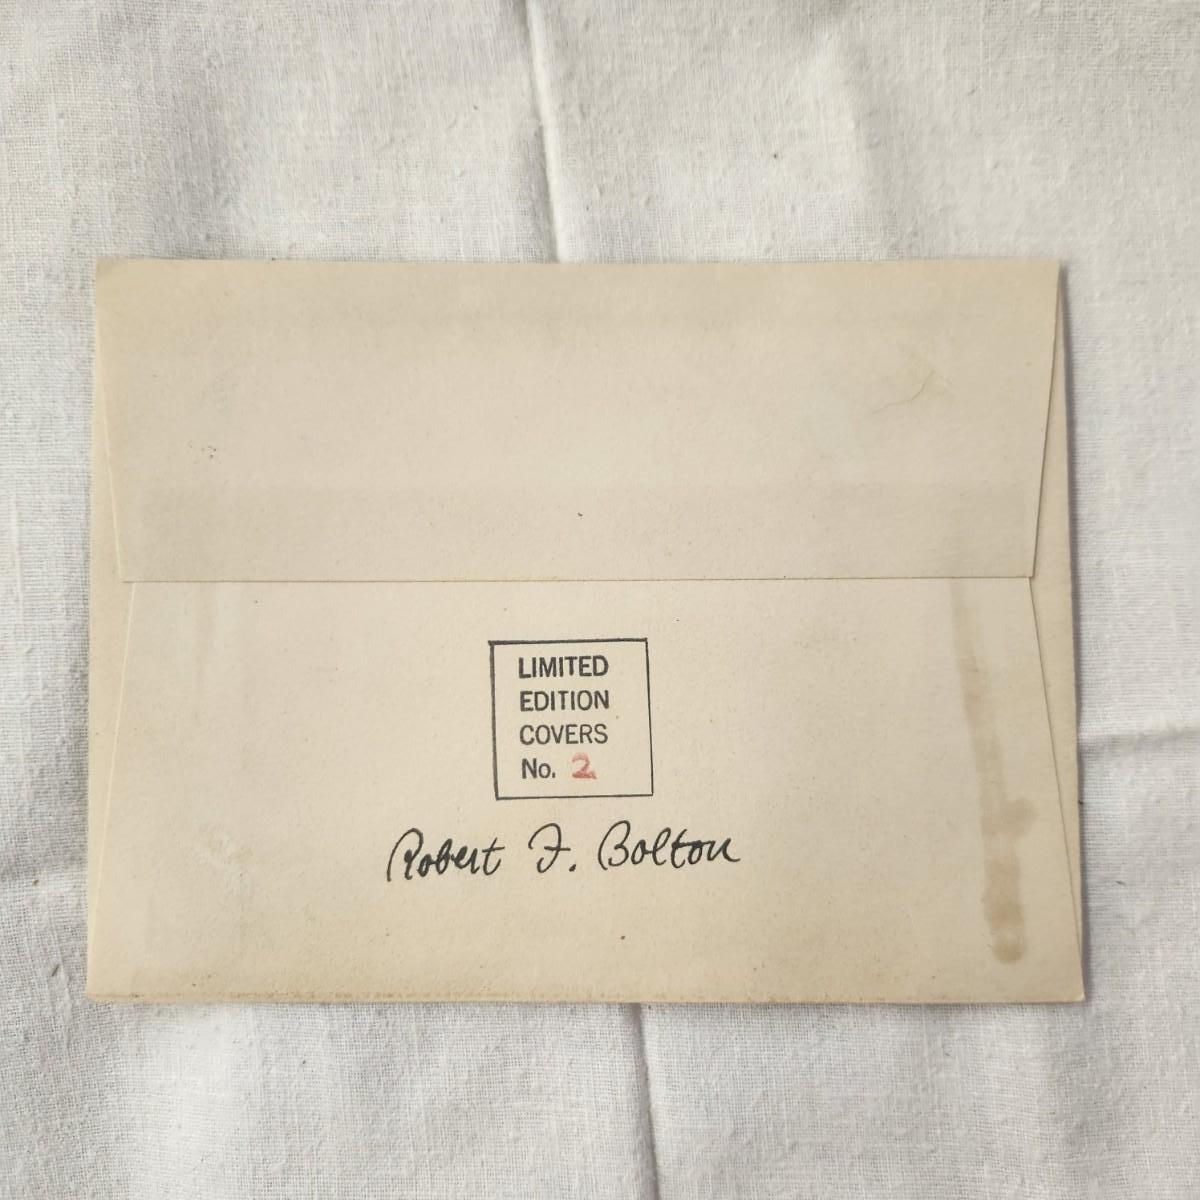 LIMITED
EDITION
COVERS
No. 2
Robert F. Bolton